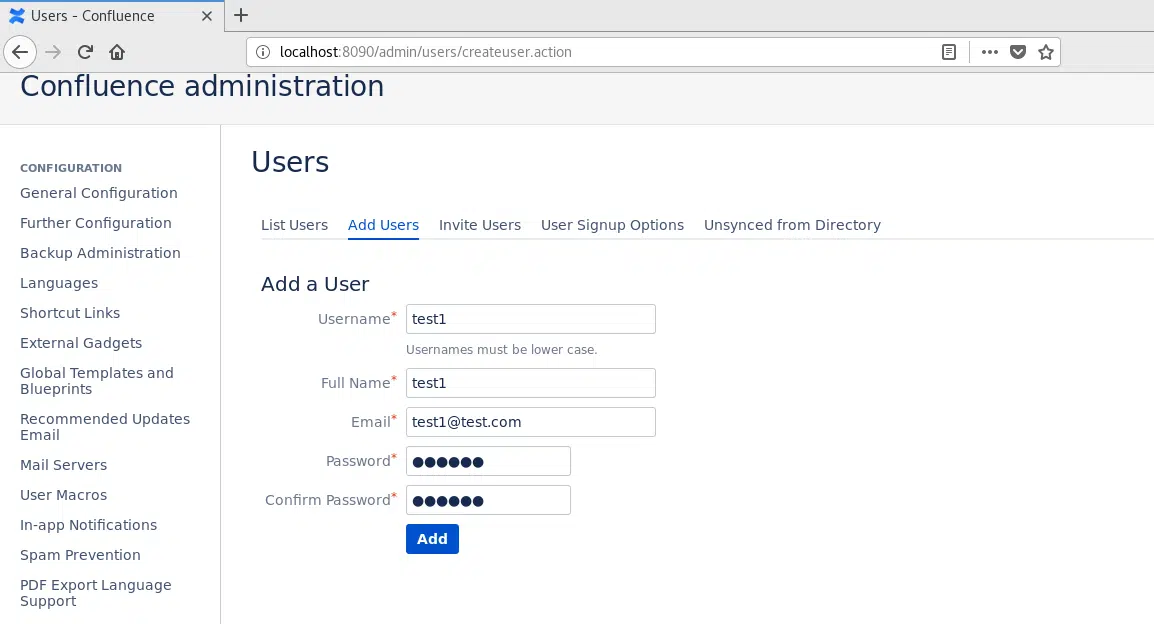 Users - Confluence
localhost:8090/admin/users/createuser.action
Confluence administration
CONFIGURATION
General Configuration
Further Configuration
Backup Administration
Languages
Shortcut Links
External Gadgets
Global Templates and
Blueprints
Recommended Updates
Email
Mail Servers
User Macros
In-app Notifications
Spam Prevention
PDF Export Language
Support
Users
List Users Add Users Invite Users User Signup Options Unsynced from Directory
Add a User
Username* test1
Usernames must be lower case.
Full Name* test1
Email* test1@test.com
Password* ●●●●●●
Confirm Password* ●●●●●●
Add